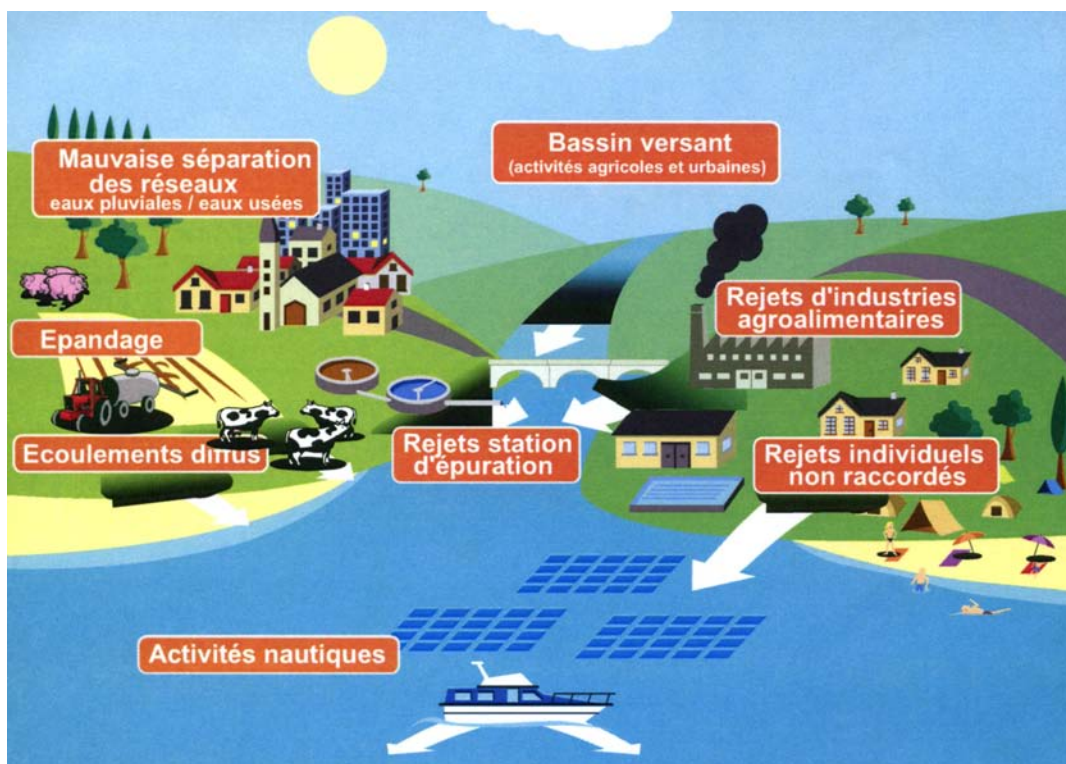 Mauvaise séparation
des réseaux
eaux pluviales / eaux usées
Bassin versant
(activités agricoles et urbaines)
Rejets d'industries
agroalimentaires
Epandage
Ecoulements diffus
Rejets station
d'épuration
Rejets individuels
non raccordés
Activités nautiques